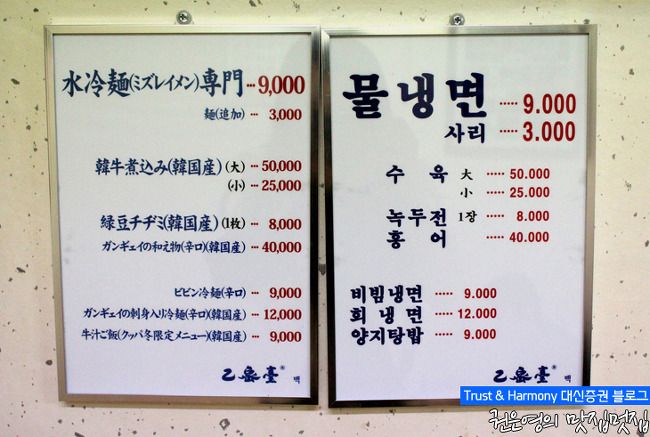 水冷麺(ミズレイメン)専門 ··· 9,000
麺(追加) ··· 3,000
韓牛煮込み(韓国産) (大) ··· 50,000
(小) ··· 25,000
緑豆チヂミ(韓国産) (1枚) ··· 8,000
ガンギェイの和え物(辛口)(韓国産) ··· 40,000
ビビン冷麺(辛口) ··· 9,000
ガンギェイの刺身入り冷麺(辛口)(韓国産) ··· 12,000
牛汁ご飯(クッパ冬限定メニュー)(韓国産) ··· 9,000
乙密臺® 백
물냉면 ····· 9.000
사리 ····· 3.000
수육 大 ····· 50.000
小 ····· 25.000
녹두전 1장 ····· 8.000
홍어 ····· 40.000
비빔냉면 ····· 9.000
회냉면 ····· 12.000
양지탕밥 ····· 9.000
乙密臺® 백
Trust & Harmony 대신증권 블로그
권운영의 맛집멋집